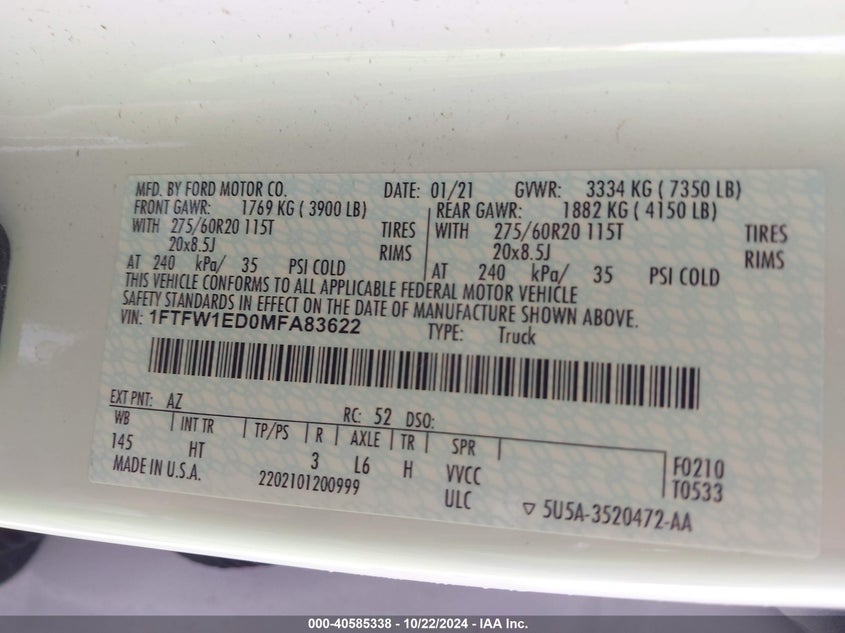 MFD. BY FORD MOTOR CO. DATE: 01/21 GVWR: 3334 KG ( 7350 LB)
FRONT GAWR: 1769 KG ( 3900 LB) REAR GAWR: 1882 KG ( 4150 LB)
WITH 275/60R20 115T TIRES WITH 275/60R20 115T TIRES
20x8.5J RIMS 20x8.5J RIMS
AT 240 kPa/ 35 PSI COLD AT 240 kPa/ 35 PSI COLD
THIS VEHICLE CONFORMS TO ALL APPLICABLE FEDERAL MOTOR VEHICLE
SAFETY STANDARDS IN EFFECT ON THE DATE OF MANUFACTURE SHOWN ABOVE.
VIN: 1FTFW1ED0MFA83622 TYPE: Truck
EXT PNT: AZ RC: 52 DSO:
WB INT TR TP/PS R AXLE TR SPR
145 HT 3 L6 H VVCC F0210
MADE IN U.S.A. 2202101200999 ULC T0533
▽ 5U5A-3520472-AA
000-40585338 - 10/22/2024 - IAA Inc.